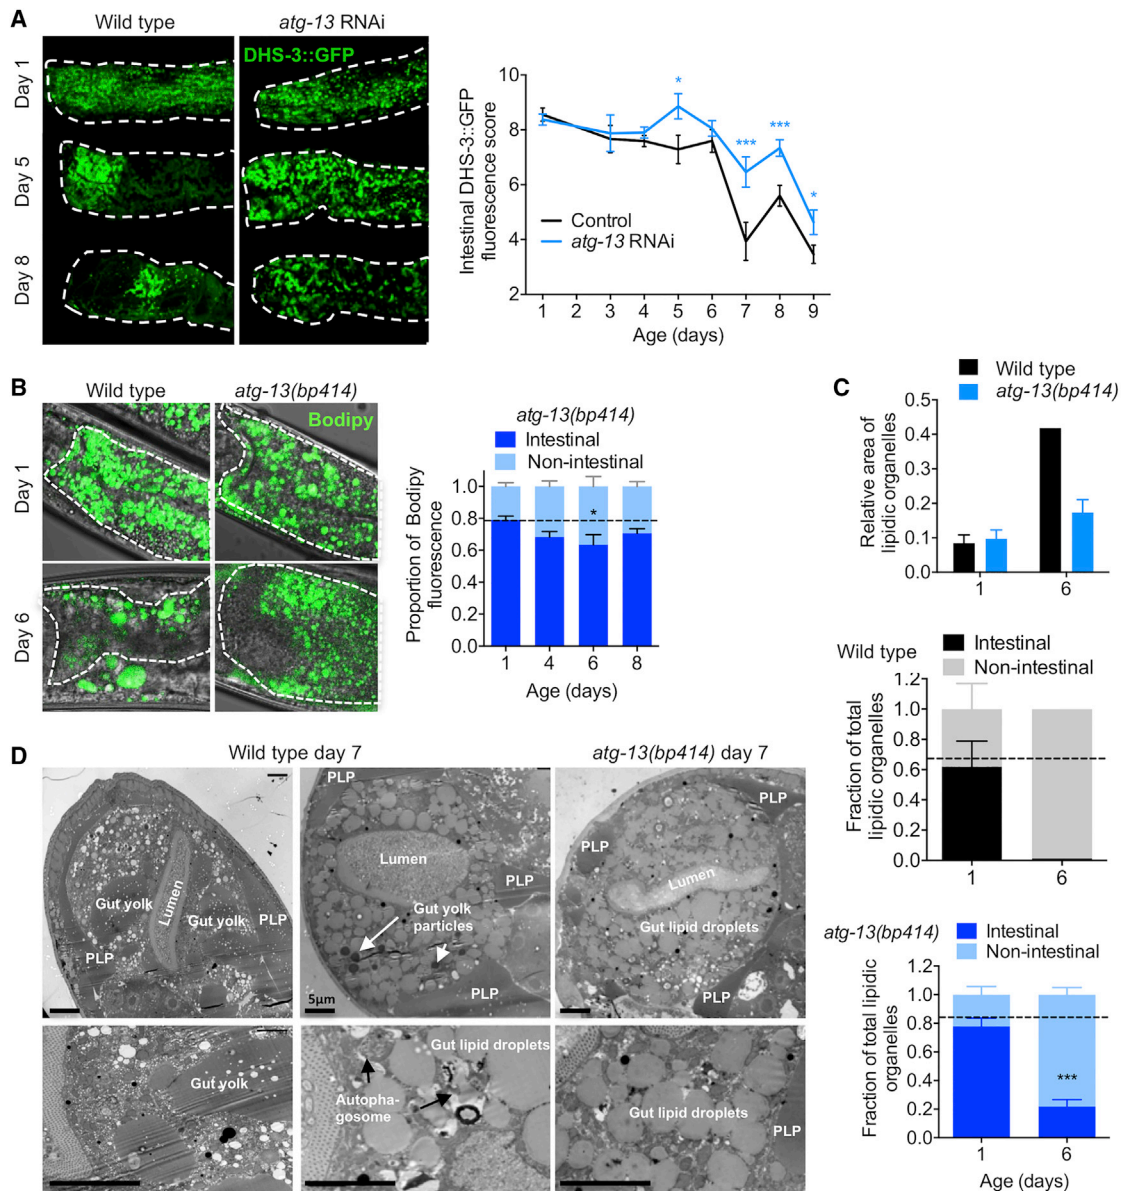 A
Wild type
atg-13 RNAi
DHS-3::GFP
Day 1
Day 5
Day 8
Intestinal DHS-3::GFP
fluorescence score
10
8
6
4
2
*
***
***
*
Control
atg-13 RNAi
1 2 3 4 5 6 7 8 9
Age (days)
B
Wild type
atg-13(bp414)
Bodipy
Day 1
Day 6
atg-13(bp414)
Intestinal
Non-intestinal
Proportion of Bodipy
fluorescence
1.0
0.8
0.6
0.4
0.2
0.0
*
1 4 6 8
Age (days)
C
Wild type
atg-13(bp414)
Relative area of
lipidic organelles
0.5
0.4
0.3
0.2
0.1
0.0
1 6
Wild type
Intestinal
Non-intestinal
Fraction of total
lipidic organelles
1.2
1.0
0.8
0.6
0.4
0.2
0.0
1 6
atg-13(bp414)
Intestinal
Non-intestinal
Fraction of total lipidic
organelles
1.2
1.0
0.8
0.6
0.4
0.2
0.0
***
1 6
Age (days)
D
Wild type day 7
atg-13(bp414) day 7
Gut yolk
Lumen
Gut yolk
PLP
PLP
PLP
Lumen
PLP
Gut yolk
particles
5μm
PLP
PLP
Lumen
PLP
Gut lipid droplets
PLP
Gut yolk
Gut lipid droplets
Autopha-
gosome
Gut lipid droplets
PLP